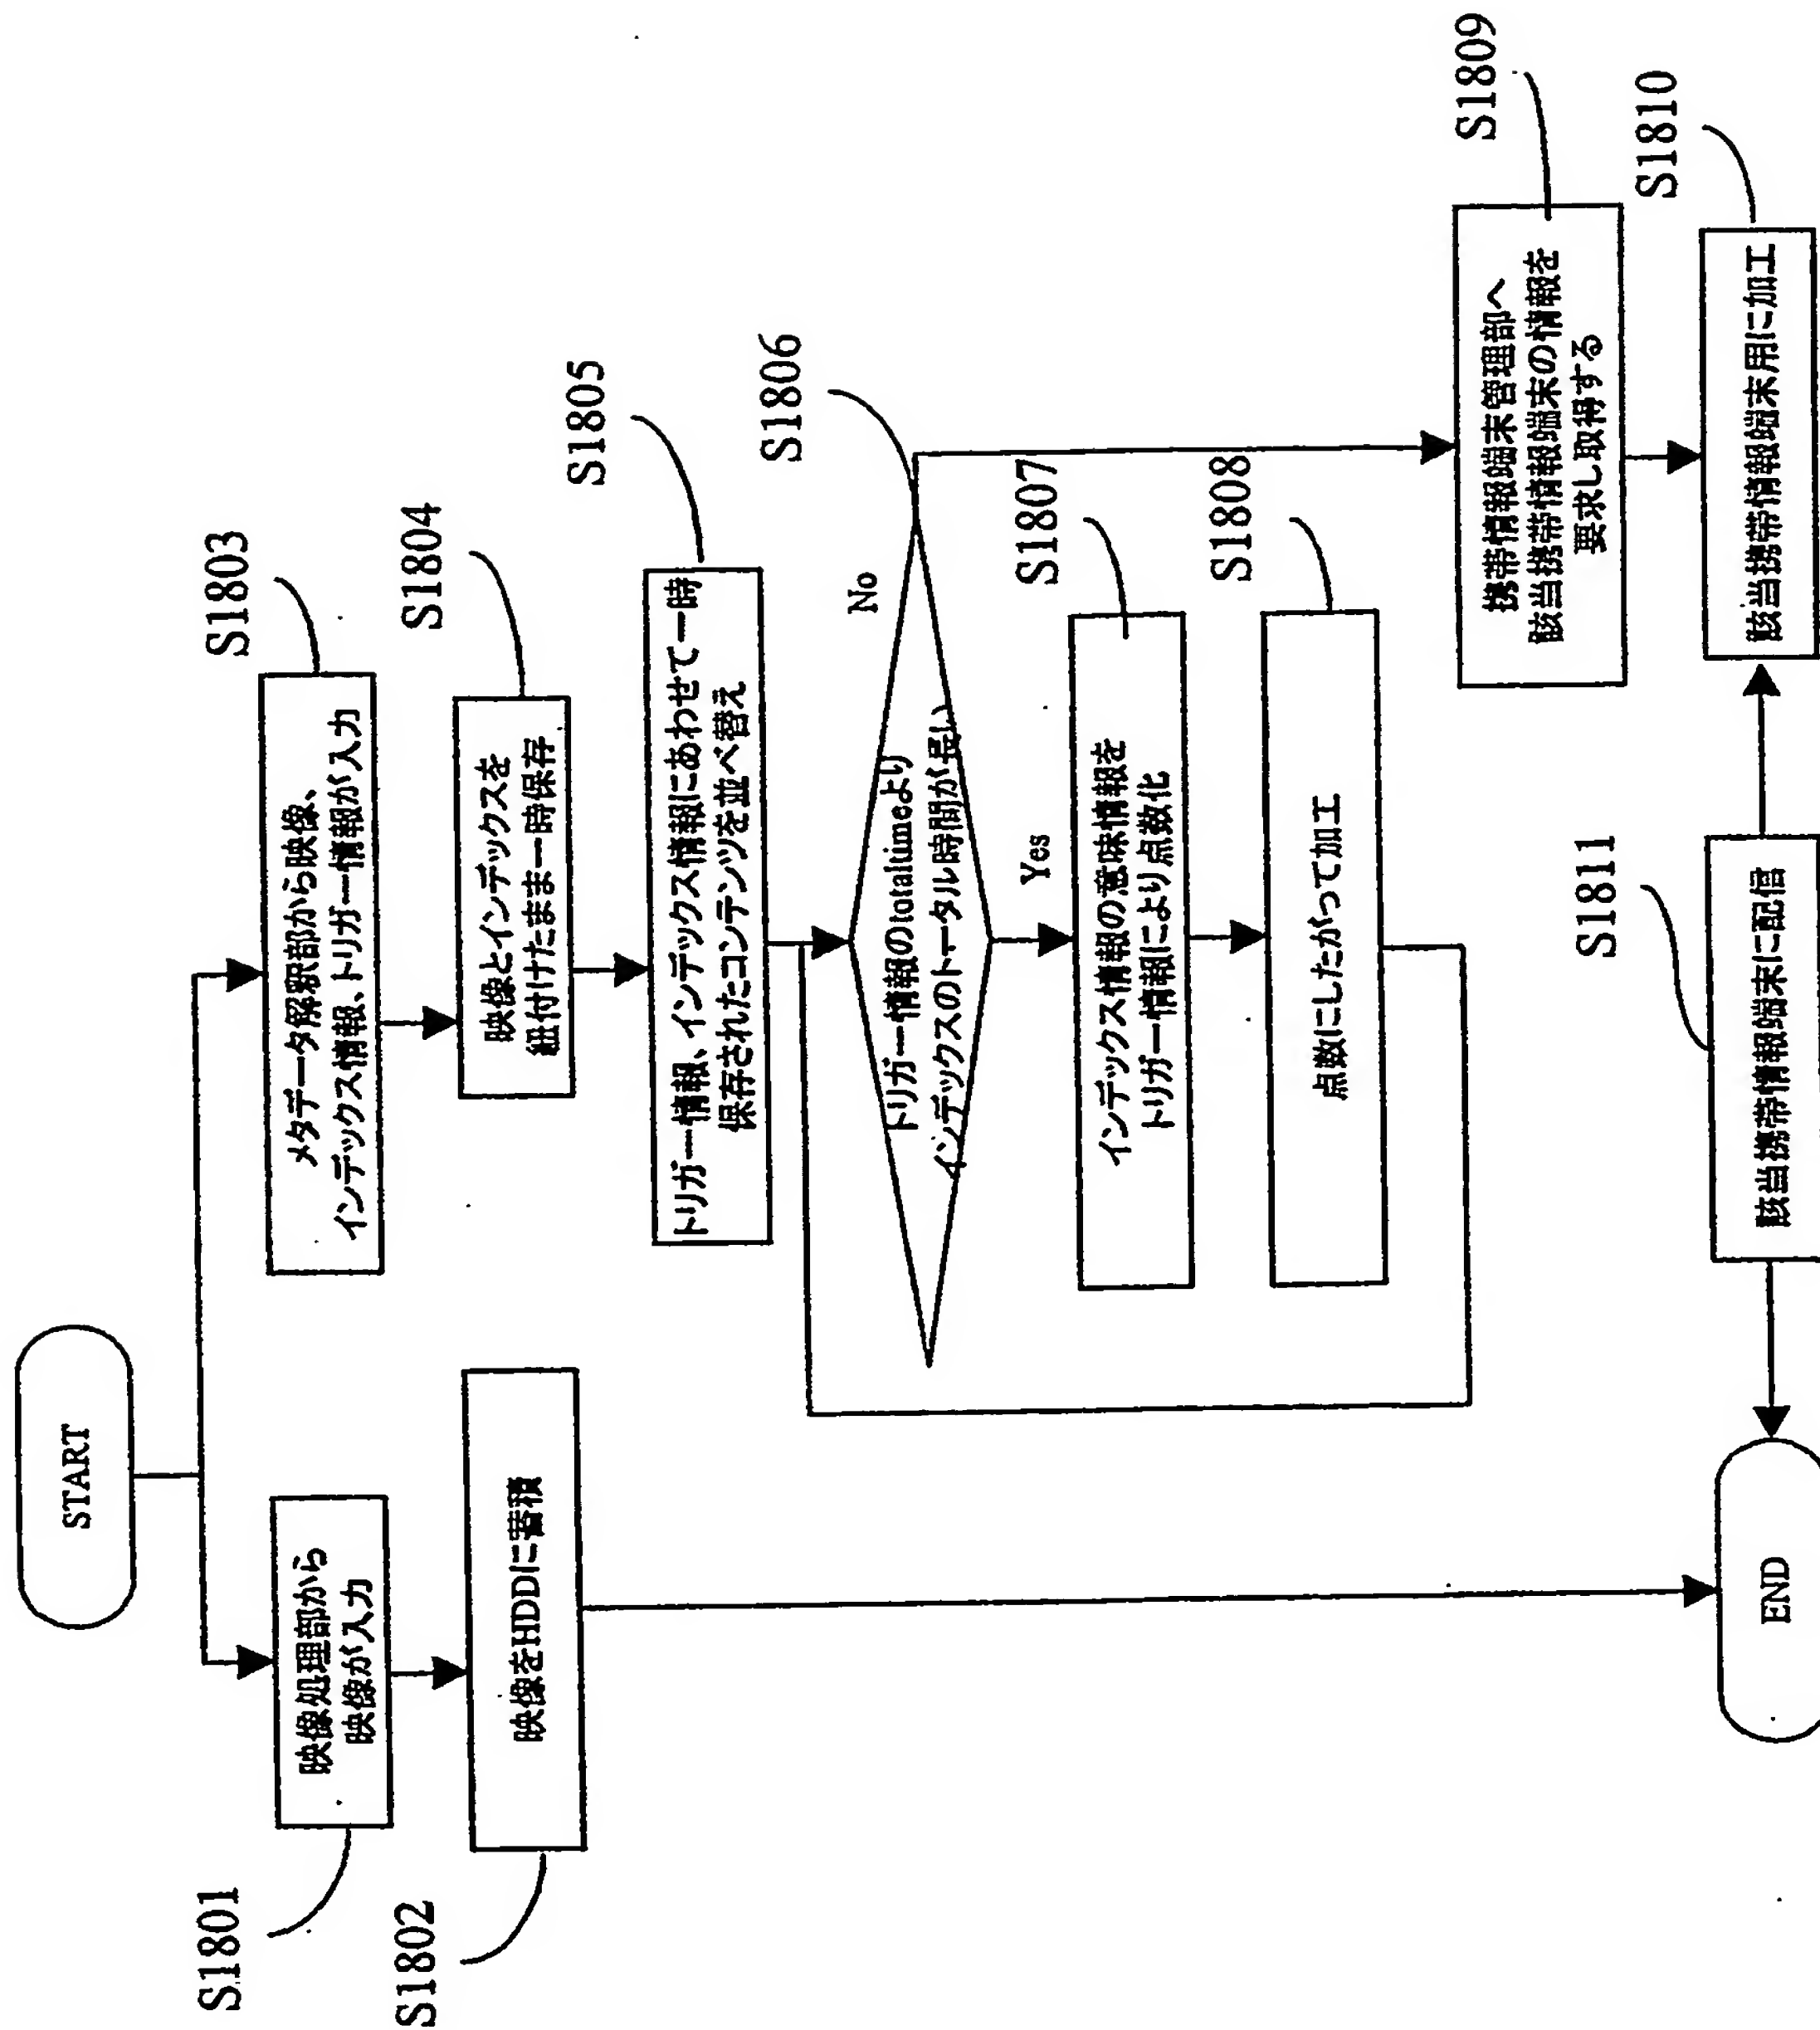 START
S1801
映像処理部から
映像が入力
S1802
映像をHDDに蓄積
S1803
メタデータ解釈部から映像、
インデックス情報、トリガー情報が入力
S1804
映像とインデックスを
紐付けたまま一時保存
S1805
トリガー情報、インデックス情報にあわせて一時
保存されたコンテンツを並べ替え
S1806
トリガー情報のtotaltimeより
インデックスのトータル時間が長い
No
Yes
S1807
インデックス情報の意味情報を
トリガー情報により点数化
S1808
点数にしたがって加工
S1809
携帯情報端末管理部へ
該当携帯情報端末の情報を
要求し取得する
S1810
該当携帯情報端末用に加工
S1811
該当携帯情報端末に配信
END